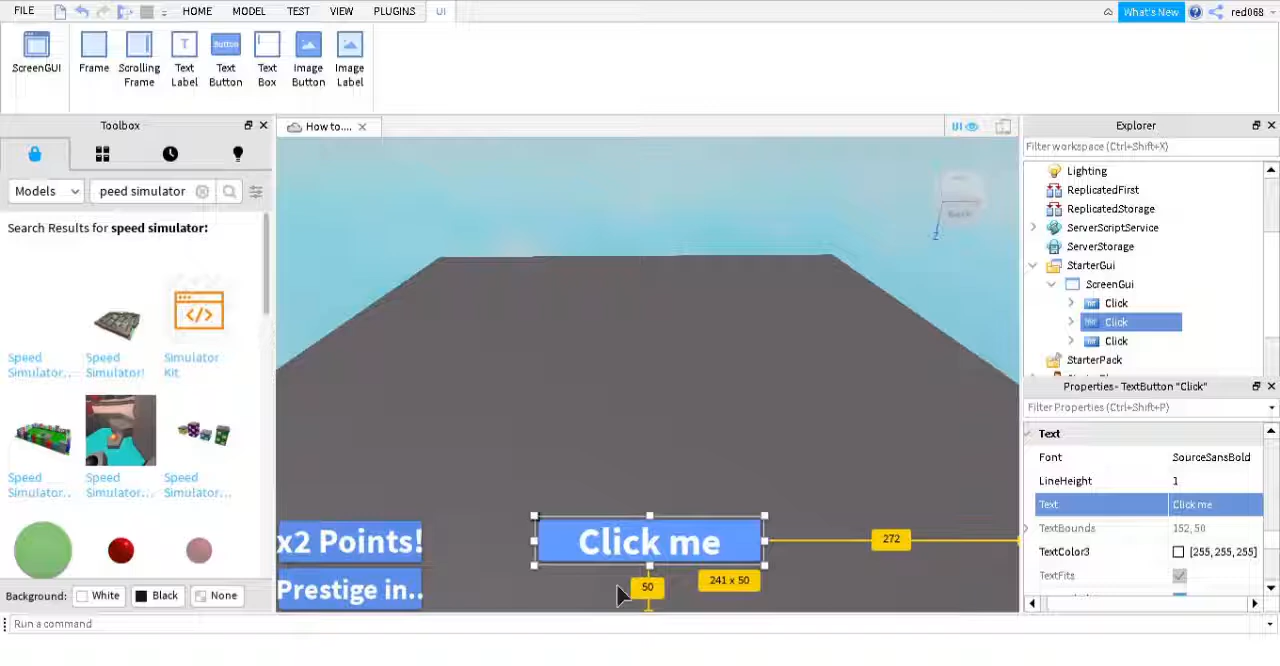 FILE HOME MODEL TEST VIEW PLUGINS UI What's New red068
ScreenGUI Frame Scrolling Frame Text Label Button Text Button Text Box Image Button Image Label
Toolbox
How to....
UI
Explorer
Filter workspace (Ctrl+Shift+X)
Models peed simulator
Search Results for speed simulator:
Speed Simulator...
Speed Simulator!
Simulator Kit
Speed Simulator...
Speed Simulator...
Speed Simulator...
Background: White Black None
Run a command
Back
Z
x2 Points!
Click me
272
Prestige in..
50
241 x 50
Lighting
ReplicatedFirst
ReplicatedStorage
ServerScriptService
ServerStorage
StarterGui
ScreenGui
Click
Click
Click
StarterPack
Properties - TextButton "Click"
Filter Properties (Ctrl+Shift+P)
Text
Font SourceSansBold
LineHeight 1
Text Click me
TextBounds 152, 50
TextColor3 [255, 255, 255]
TextFits